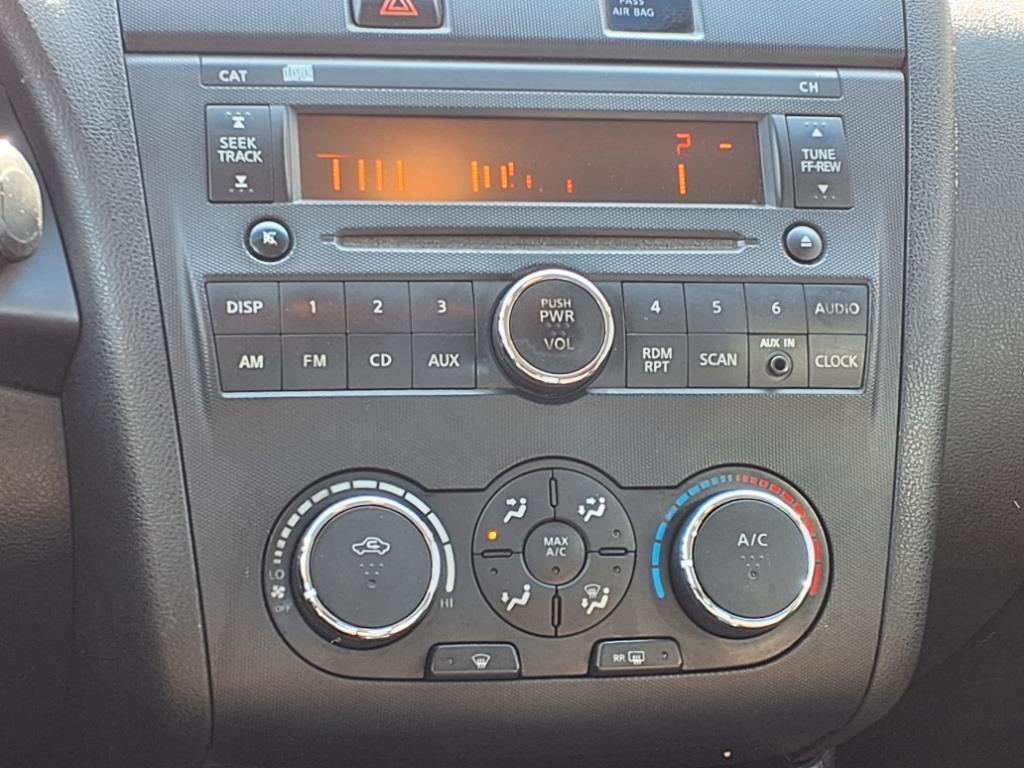 PASS
AIR BAG
CAT
CH
SEEK
TRACK
TUNE
FF·REW
DISP 1 2 3
PUSH
PWR
VOL
4 5 6 AUDIO
AM FM CD AUX
RDM
RPT
SCAN
AUX IN
CLOCK
MAX
A/C
A/C
LO
OFF
HI
RR